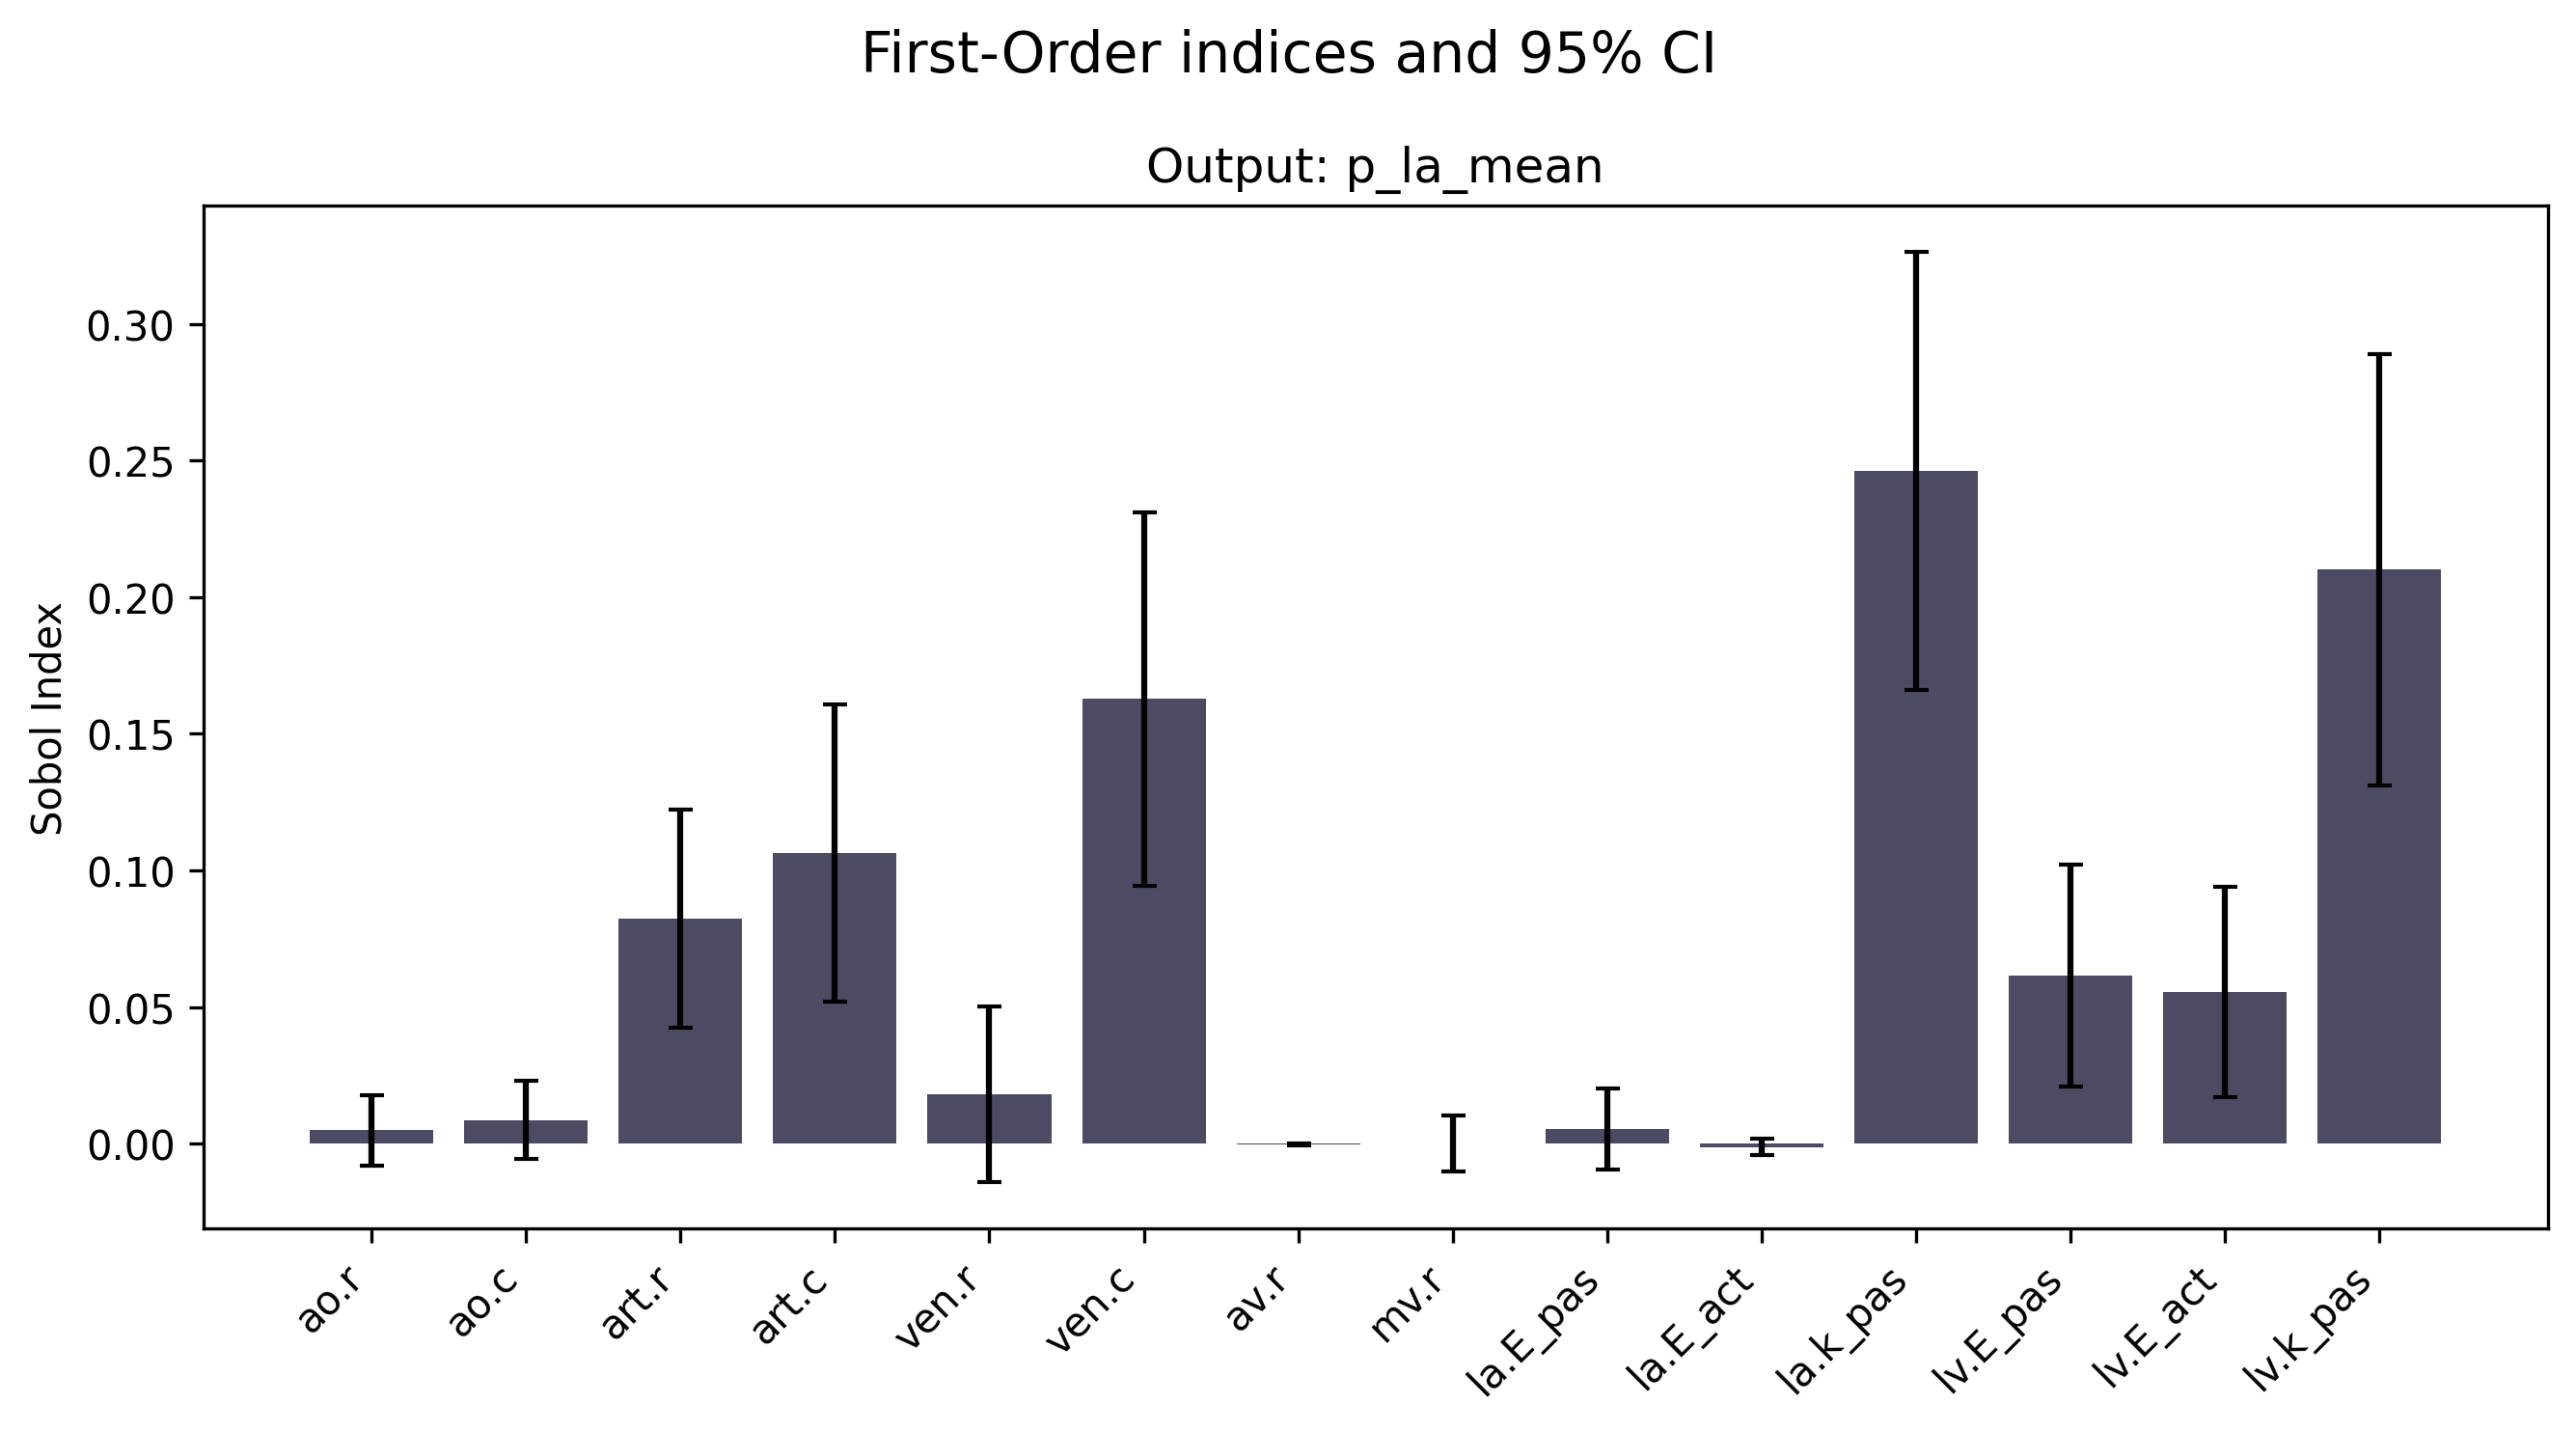 First-Order indices and 95% CI
Output: p_la_mean
Sobol Index
0.30
0.25
0.20
0.15
0.10
0.05
0.00
ao.r
ao.c
art.r
art.c
ven.r
ven.c
av.r
mv.r
la.E_pas
la.E_act
la.k_pas
lv.E_pas
lv.E_act
lv.k_pas